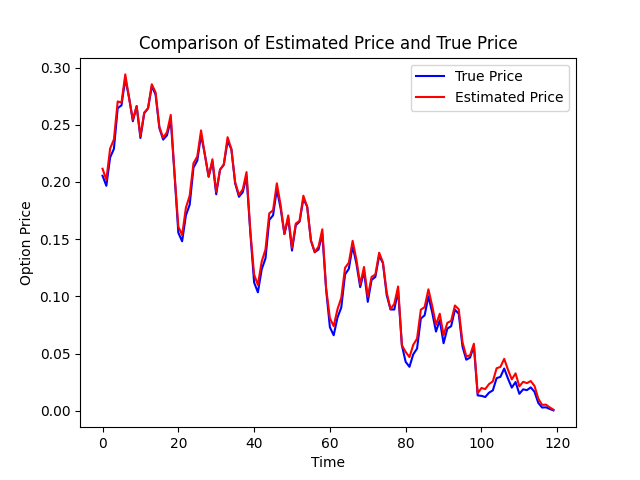 Comparison of Estimated Price and True Price
True Price
Estimated Price
Option Price
0.30
0.25
0.20
0.15
0.10
0.05
0.00
0 20 40 60 80 100 120
Time